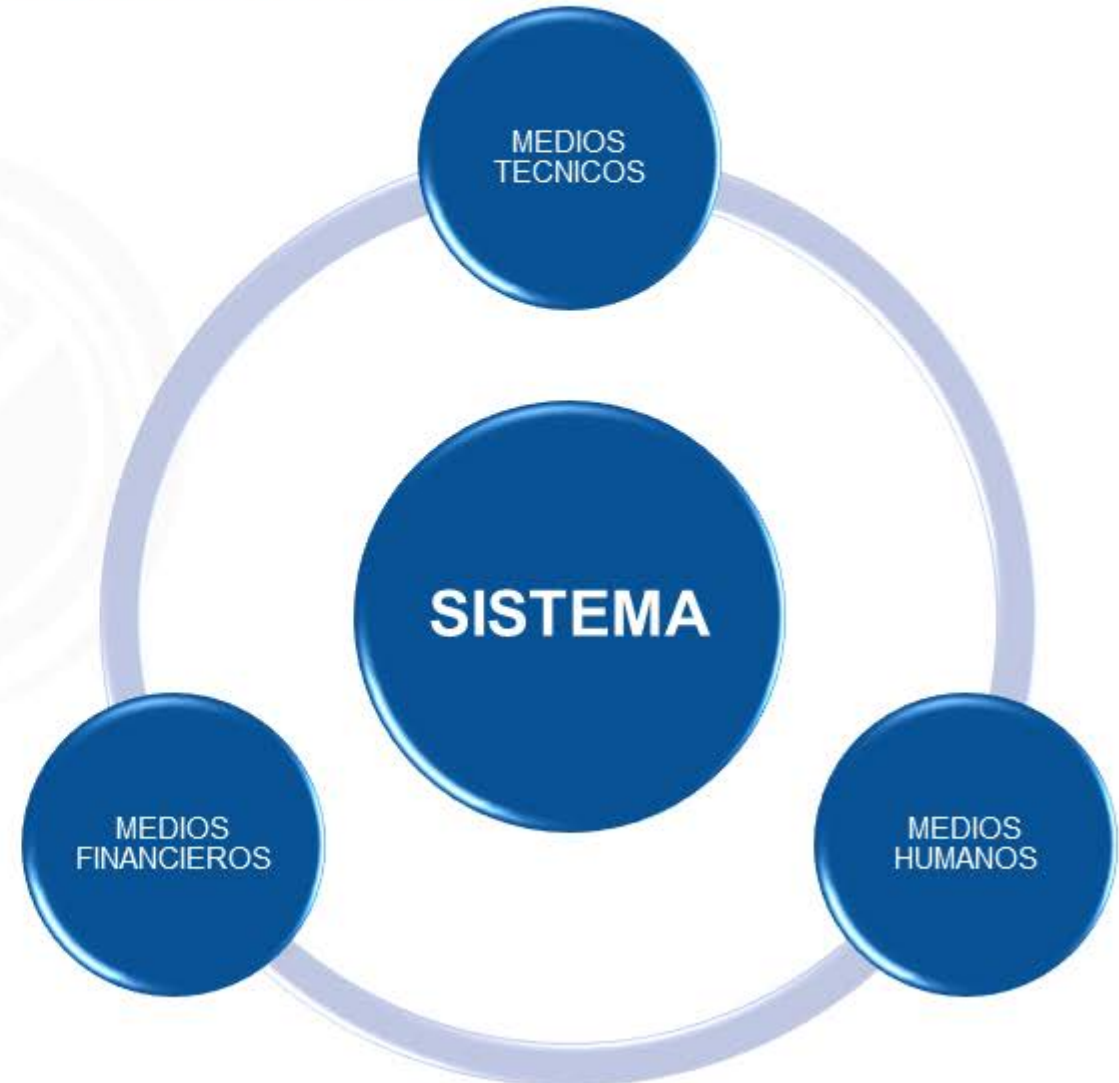 MEDIOS
TECNICOS
SISTEMA
MEDIOS
FINANCIEROS
MEDIOS
HUMANOS